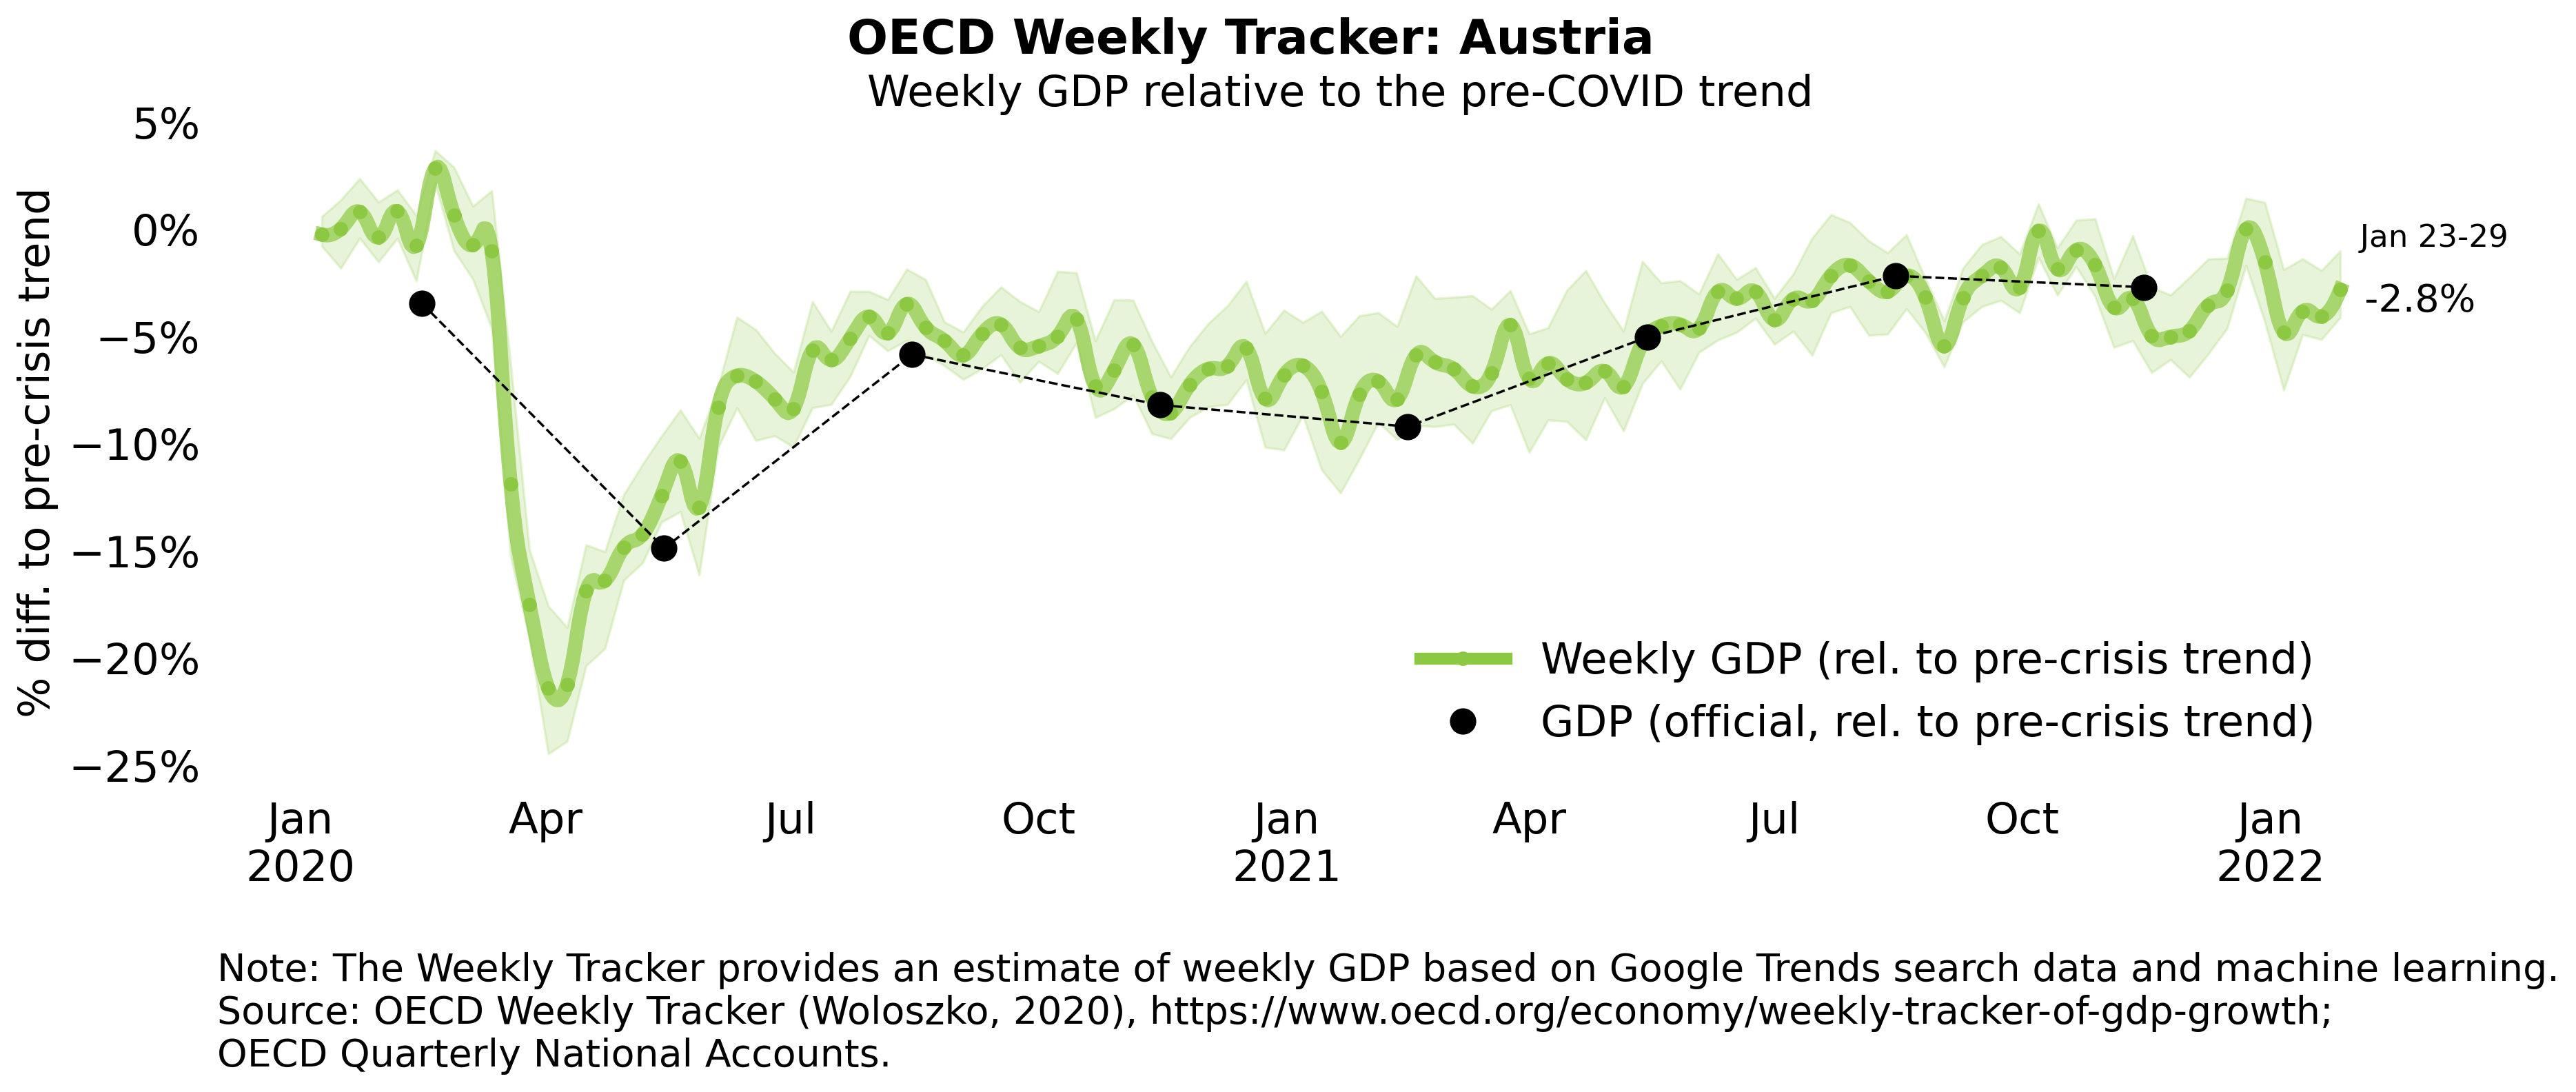 OECD Weekly Tracker: Austria
Weekly GDP relative to the pre-COVID trend
% diff. to pre-crisis trend
5%
0%
−5%
−10%
−15%
−20%
−25%
Jan 23-29
-2.8%
Weekly GDP (rel. to pre-crisis trend)
GDP (official, rel. to pre-crisis trend)
Jan Apr Jul Oct Jan Apr Jul Oct Jan
2020 2021 2022
Note: The Weekly Tracker provides an estimate of weekly GDP based on Google Trends search data and machine learning.
Source: OECD Weekly Tracker (Woloszko, 2020), https://www.oecd.org/economy/weekly-tracker-of-gdp-growth;
OECD Quarterly National Accounts.